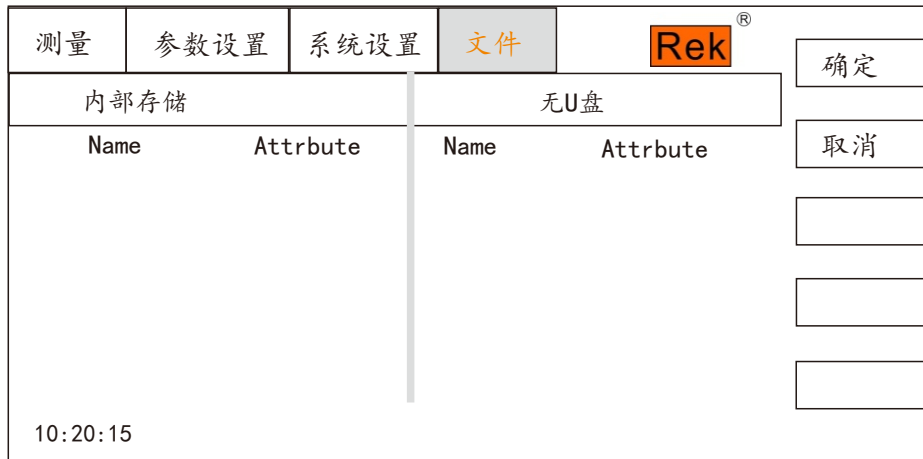 测量 参数设置 系统设置 文件 Rek ®
确定
内部存储 无U盘
Name Attrbute Name Attrbute
取消
10:20:15